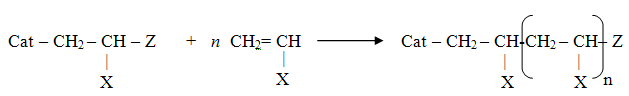 Cat – CH₂ – CH – Z + n CH₂= CH ⟶ Cat – CH₂ – CH-(CH₂ – CH)– Z
X X X X n